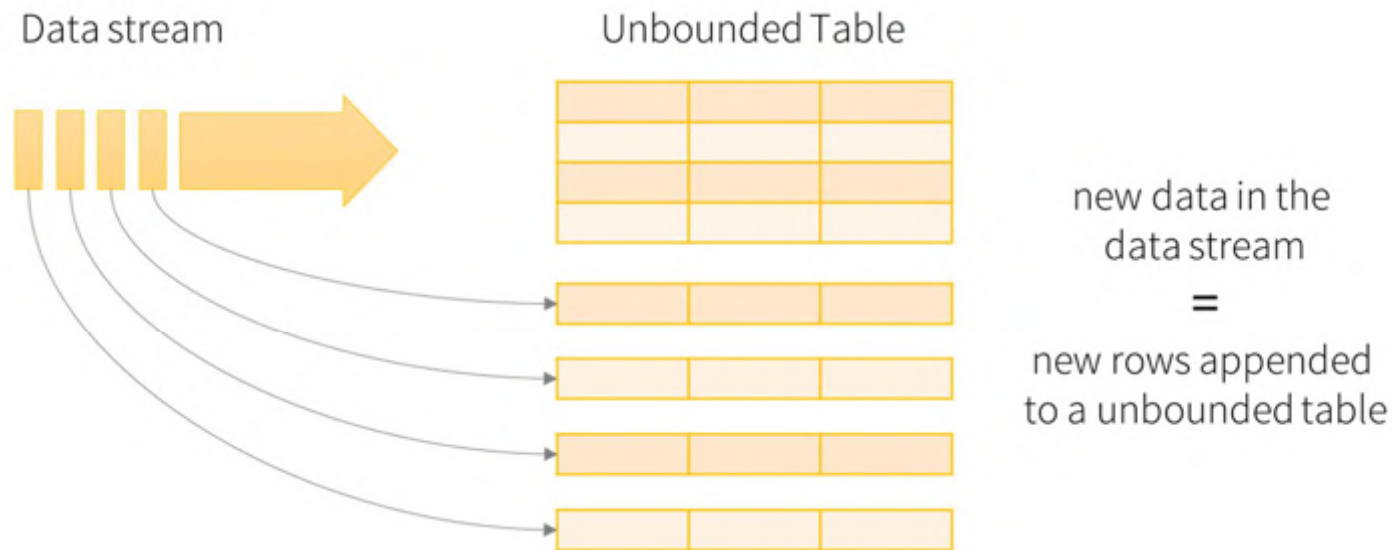 Data stream
Unbounded Table
new data in the
data stream
=
new rows appended
to a unbounded table